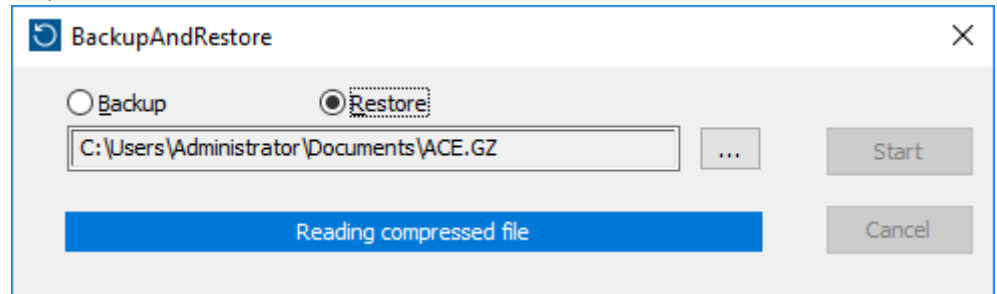 BackupAndRestore
Backup Restore
C:\Users\Administrator\Documents\ACE.GZ ... Start
Reading compressed file Cancel